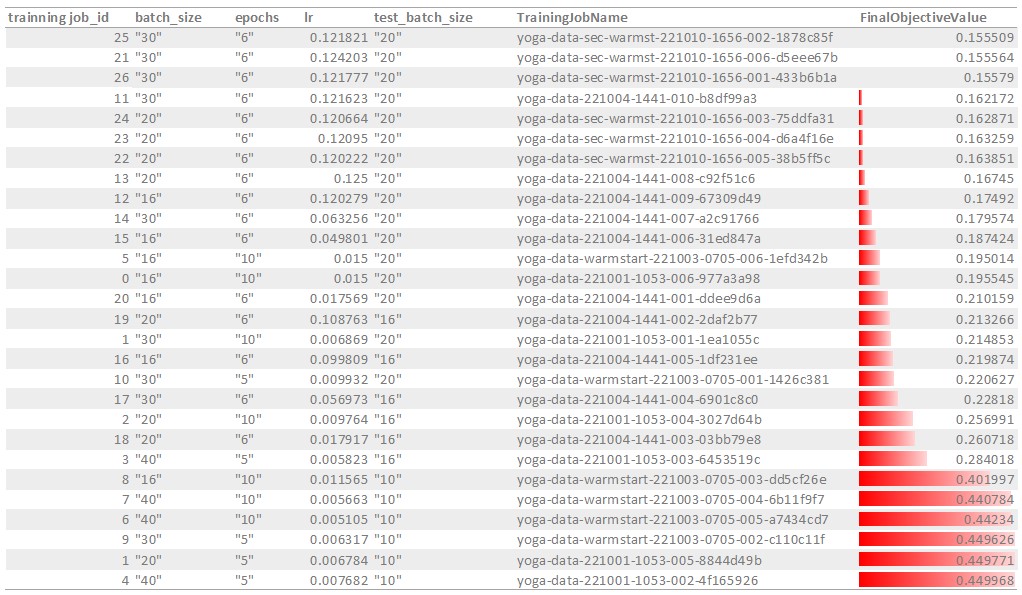 trainning job_id batch_size epochs lr test_batch_size TrainingJobName FinalObjectiveValue
25 "30" "6" 0.121821 "20" yoga-data-sec-warmst-221010-1656-002-1878c85f 0.155509
21 "30" "6" 0.124203 "20" yoga-data-sec-warmst-221010-1656-006-d5eee67b 0.155564
26 "30" "6" 0.121777 "20" yoga-data-sec-warmst-221010-1656-001-433b6b1a 0.15579
11 "30" "6" 0.121623 "20" yoga-data-221004-1441-010-b8df99a3 0.162172
24 "20" "6" 0.120664 "20" yoga-data-sec-warmst-221010-1656-003-75ddfa31 0.162871
23 "20" "6" 0.12095 "20" yoga-data-sec-warmst-221010-1656-004-d6a4f16e 0.163259
22 "20" "6" 0.120222 "20" yoga-data-sec-warmst-221010-1656-005-38b5ff5c 0.163851
13 "20" "6" 0.125 "20" yoga-data-221004-1441-008-c92f51c6 0.16745
12 "16" "6" 0.120279 "20" yoga-data-221004-1441-009-67309d49 0.17492
14 "30" "6" 0.063256 "20" yoga-data-221004-1441-007-a2c91766 0.179574
15 "16" "6" 0.049801 "20" yoga-data-221004-1441-006-31ed847a 0.187424
5 "16" "10" 0.015 "20" yoga-data-warmstart-221003-0705-006-1efd342b 0.195014
0 "16" "10" 0.015 "20" yoga-data-221001-1053-006-977a3a98 0.195545
20 "16" "6" 0.017569 "20" yoga-data-221004-1441-001-ddee9d6a 0.210159
19 "20" "6" 0.108763 "16" yoga-data-221004-1441-002-2daf2b77 0.213266
1 "30" "10" 0.006869 "20" yoga-data-221001-1053-001-1ea1055c 0.214853
16 "16" "6" 0.099809 "16" yoga-data-221004-1441-005-1df231ee 0.219874
10 "30" "5" 0.009932 "20" yoga-data-warmstart-221003-0705-001-1426c381 0.220627
17 "30" "6" 0.056973 "16" yoga-data-221004-1441-004-6901c8c0 0.22818
2 "20" "10" 0.009764 "16" yoga-data-221001-1053-004-3027d64b 0.256991
18 "20" "6" 0.017917 "16" yoga-data-221004-1441-003-03bb79e8 0.260718
3 "40" "5" 0.005823 "16" yoga-data-221001-1053-003-6453519c 0.284018
8 "16" "10" 0.011565 "10" yoga-data-warmstart-221003-0705-003-dd5cf26e 0.401997
7 "40" "10" 0.005663 "10" yoga-data-warmstart-221003-0705-004-6b11f9f7 0.440784
6 "40" "10" 0.005105 "10" yoga-data-warmstart-221003-0705-005-a7434cd7 0.44234
9 "30" "5" 0.006317 "10" yoga-data-warmstart-221003-0705-002-c110c11f 0.449626
1 "20" "5" 0.006784 "10" yoga-data-221001-1053-005-8844d49b 0.449771
4 "40" "5" 0.007682 "10" yoga-data-221001-1053-002-4f165926 0.449968